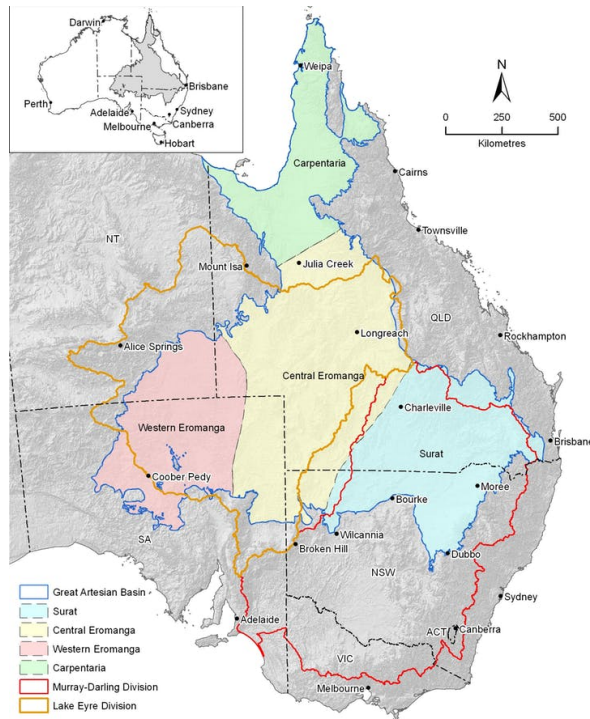 Darwin
Perth
Brisbane
Adelaide
Sydney
Melbourne
Canberra
Hobart
N
0 250 500
Kilometres
Weipa
Carpentaria
Cairns
Townsville
NT
Mount Isa
Julia Creek
QLD
Longreach
Rockhampton
Alice Springs
Central Eromanga
Western Eromanga
Charleville
Surat
Brisbane
Coober Pedy
Moree
Bourke
SA
Wilcannia
Broken Hill
Dubbo
NSW
Sydney
Adelaide
ACT
Canberra
VIC
Melbourne
Great Artesian Basin
Surat
Central Eromanga
Western Eromanga
Carpentaria
Murray-Darling Division
Lake Eyre Division